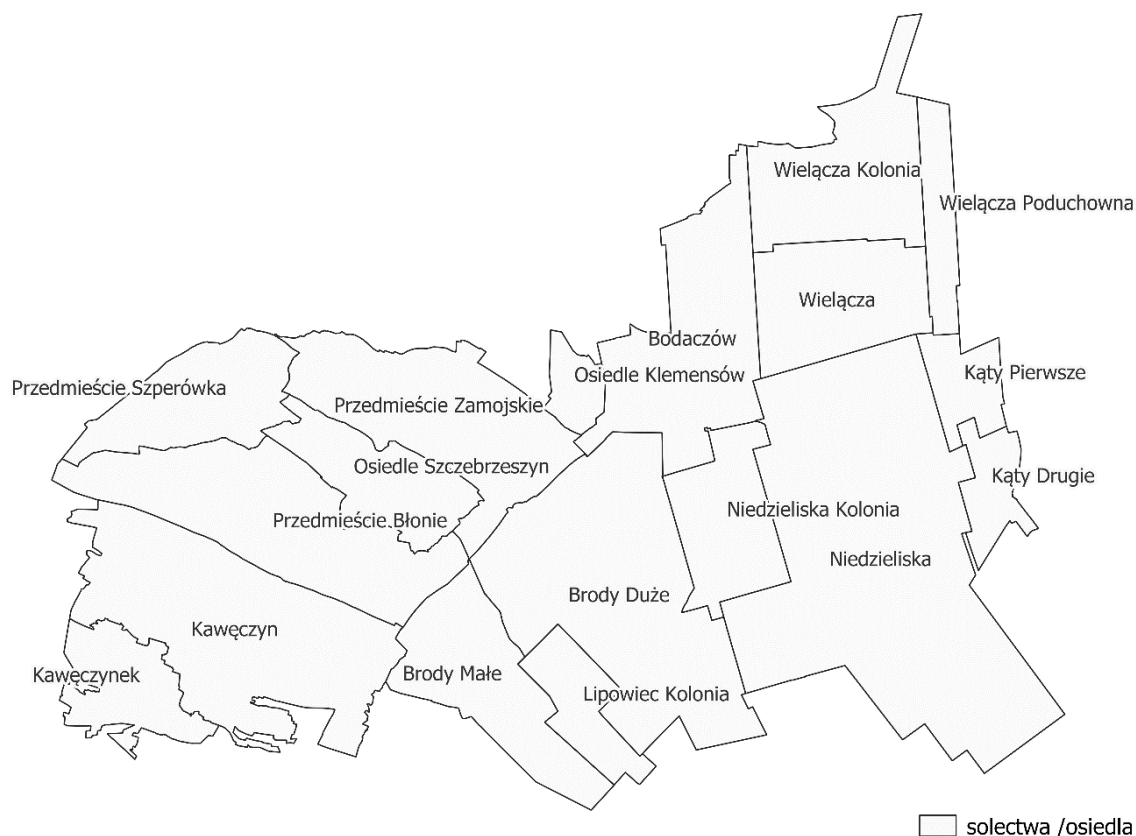 Wielącza Kolonia
Wielącza Poduchowna
Wielącza
Bodaczów
Osiedle Klemensów
Kąty Pierwsze
Przedmieście Szperówka
Przedmieście Zamojskie
Osiedle Szczebrzeszyn
Kąty Drugie
Przedmieście Błonie
Niedzieliska Kolonia
Niedzieliska
Brody Duże
Kawęczyn
Kawęczynek
Brody Małe
Lipowiec Kolonia
solectwa /osiedla